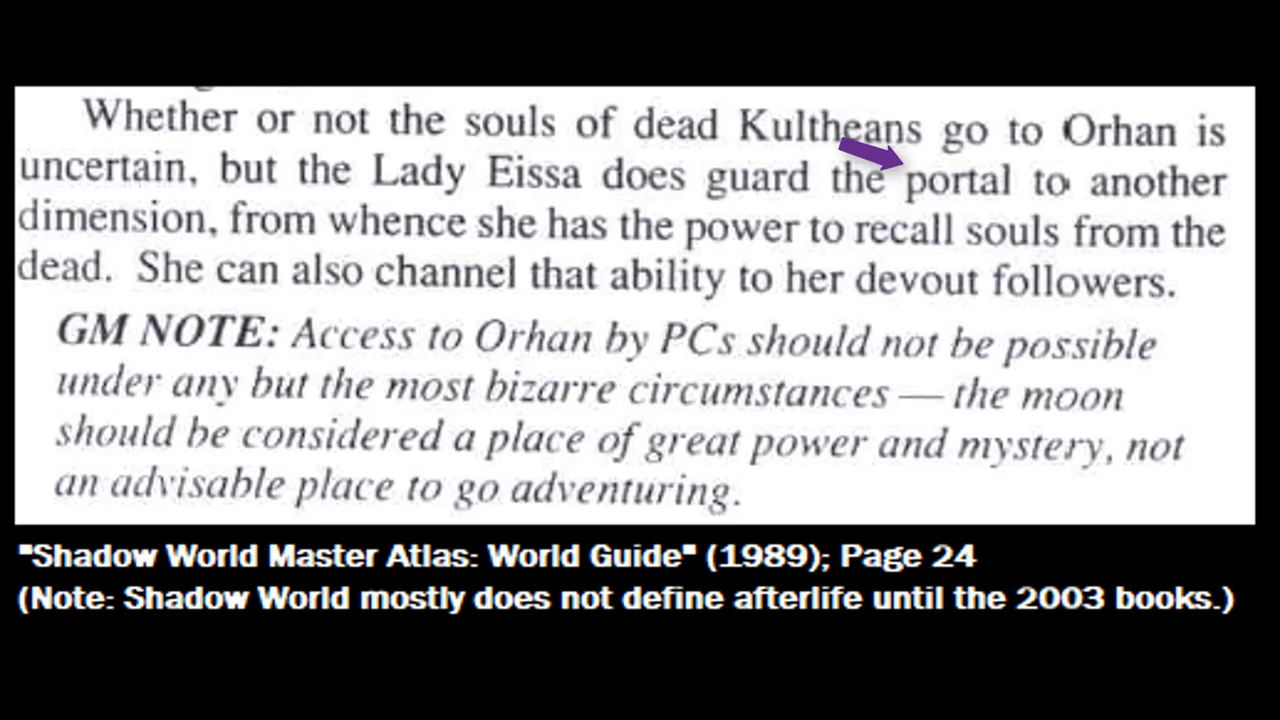 Whether or not the souls of dead Kultheans go to Orhan is
uncertain, but the Lady Eissa does guard the portal to another
dimension, from whence she has the power to recall souls from the
dead. She can also channel that ability to her devout followers.
GM NOTE: Access to Orhan by PCs should not be possible
under any but the most bizarre circumstances — the moon
should be considered a place of great power and mystery, not
an advisable place to go adventuring.
"Shadow World Master Atlas: World Guide" (1989); Page 24
(Note: Shadow World mostly does not define afterlife until the 2003 books.)